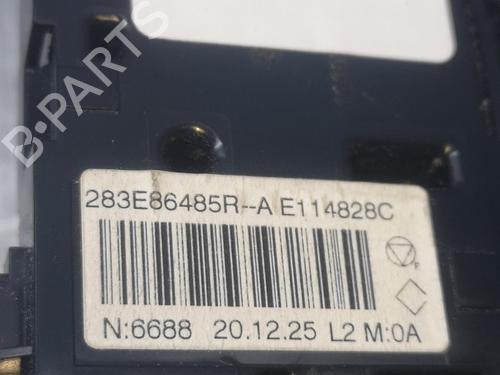 B-PARTS
283E86485R--A E114828C
F
N:6688 20.12.25 L2 M:0A